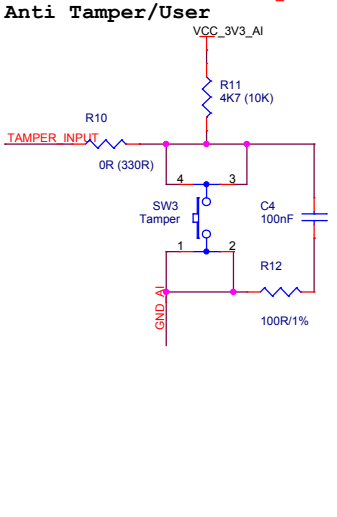 Anti Tamper/User
VCC_3V3_AI
R11
4K7 (10K)
R10
TAMPER_INPUT
0R (330R)
4
3
SW3
Tamper
C4
100nF
1
2
R12
GND_AI
100R/1%